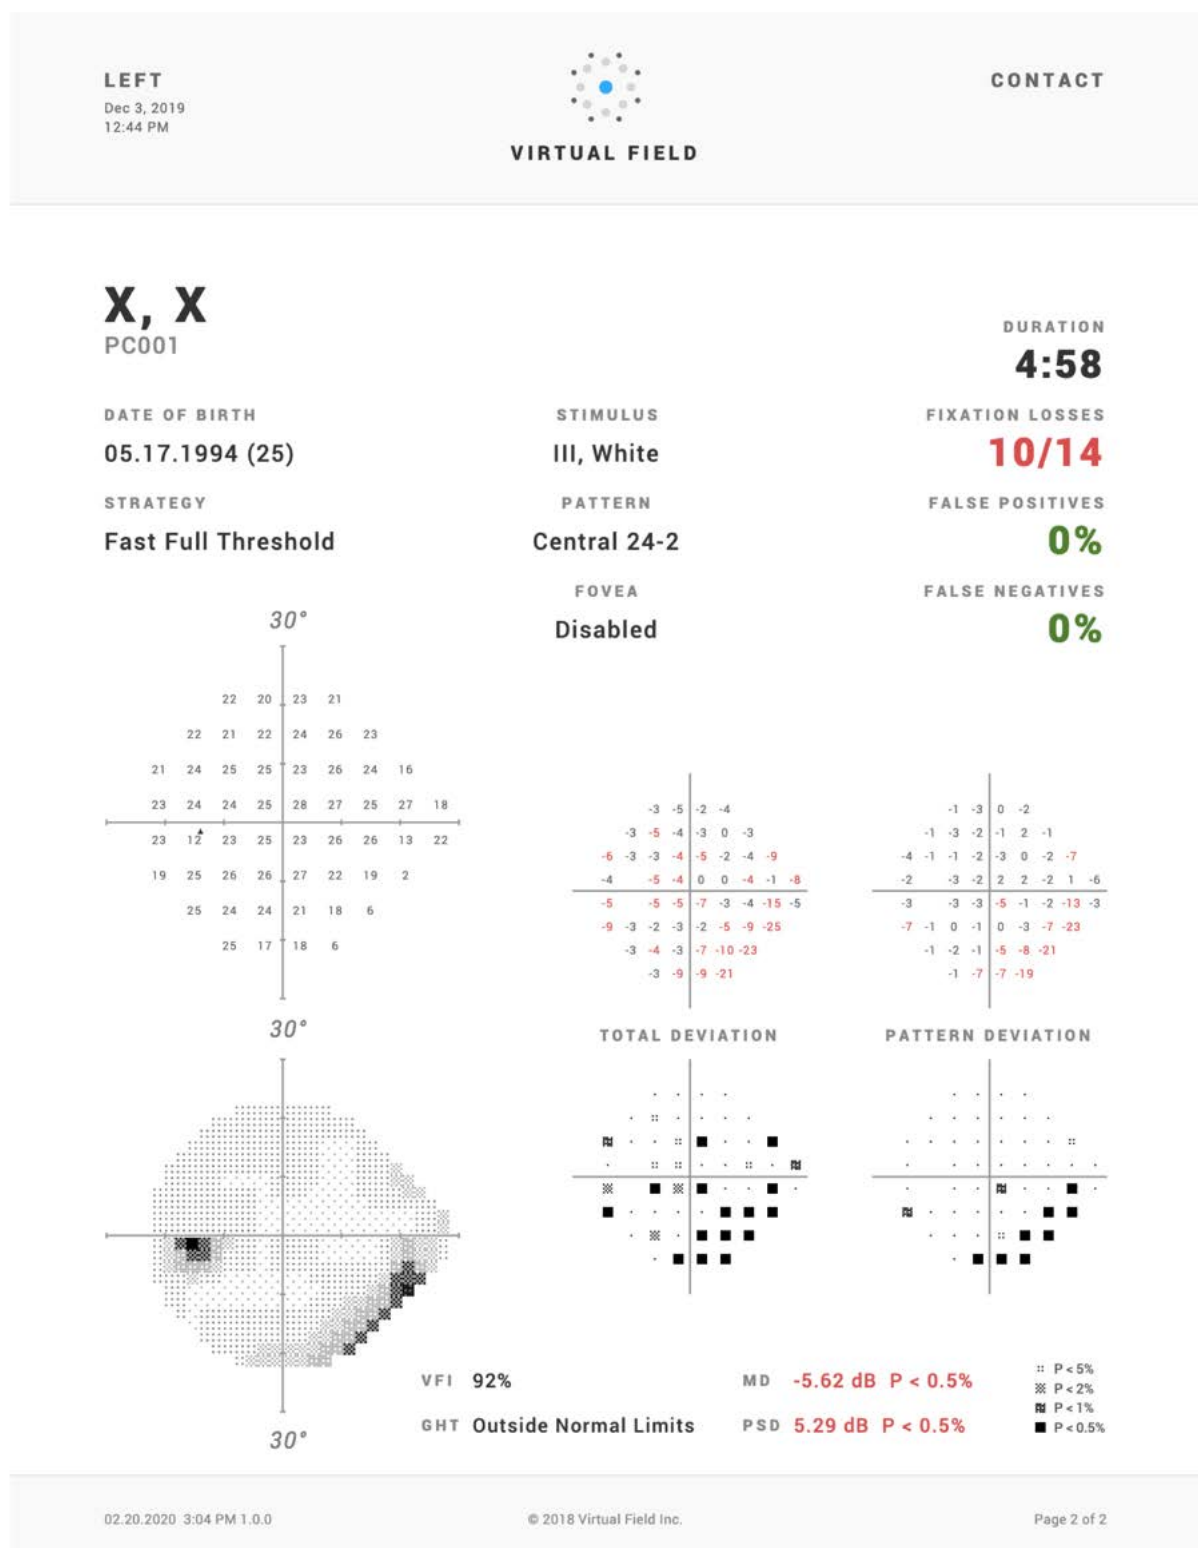 LEFT
Dec 3, 2019
12:44 PM
VIRTUAL FIELD
CONTACT
X, X
PC001
DURATION
4:58
DATE OF BIRTH
05.17.1994 (25)
STIMULUS
III, White
FIXATION LOSSES
10/14
STRATEGY
Fast Full Threshold
PATTERN
Central 24-2
FALSE POSITIVES
0%
FOVEA
Disabled
FALSE NEGATIVES
0%
30°
22 20 23 21
22 21 22 24 26 23
21 24 25 25 23 26 24 16
23 24 24 25 28 27 25 27 18
23 12 23 25 23 26 26 13 22
19 25 26 26 27 22 19 2
25 24 24 21 18 6
25 17 18 6
30°
-3 -5 -2 -4
-3 -5 -4 -3 0 -3
-6 -3 -3 -4 -5 -2 -4 -9
-4 -5 -4 0 0 -4 -1 -8
-5 -5 -5 -7 -3 -4 -15 -5
-9 -3 -2 -3 -2 -5 -9 -25
-3 -4 -3 -7 -10 -23
-3 -9 -9 -21
TOTAL DEVIATION
-1 -3 0 -2
-1 -3 -2 -1 2 -1
-4 -1 -1 -2 -3 0 -2 -7
-2 -3 -2 2 2 -2 1 -6
-3 -3 -3 -5 -1 -2 -13 -3
-7 -1 0 -1 0 -3 -7 -23
-1 -2 -1 -5 -8 -21
-1 -7 -7 -19
PATTERN DEVIATION
30°
VFI 92%
GHT Outside Normal Limits
MD -5.62 dB P < 0.5%
PSD 5.29 dB P < 0.5%
P < 5%
P < 2%
P < 1%
P < 0.5%
02.20.2020 3:04 PM 1.0.0
© 2018 Virtual Field Inc.
Page 2 of 2